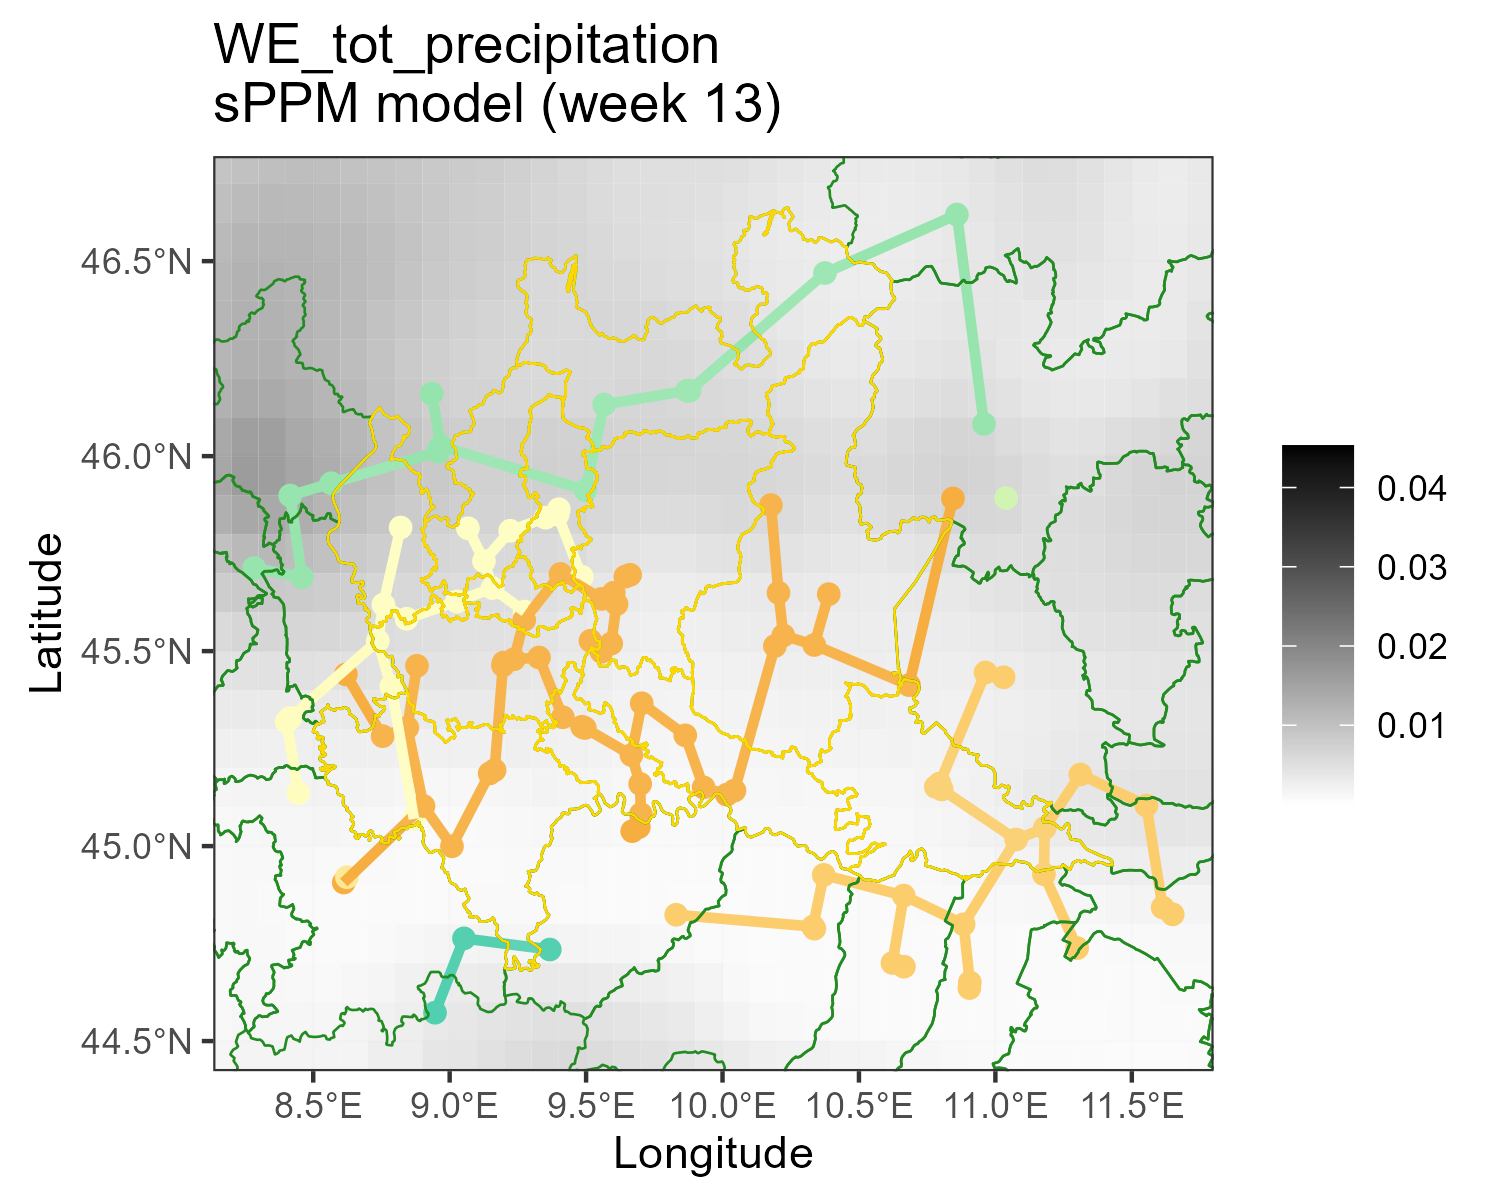 WE_tot_precipitation
sPPM model (week 13)
46.5°N
46.0°N
45.5°N
45.0°N
44.5°N
Latitude
8.5°E
9.0°E
9.5°E
10.0°E
10.5°E
11.0°E
11.5°E
Longitude
0.04
0.03
0.02
0.01